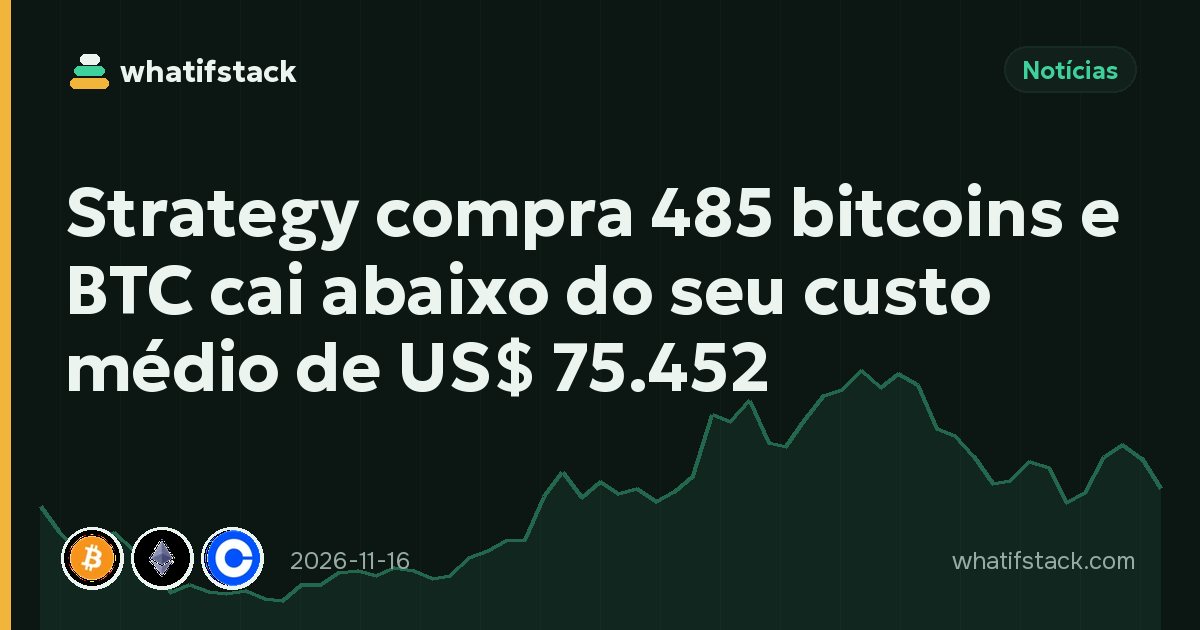 whatifstack
Notícias
Strategy compra 485 bitcoins e
BTC cai abaixo do seu custo
médio de US$ 75.452
2026-11-16
whatifstack.com